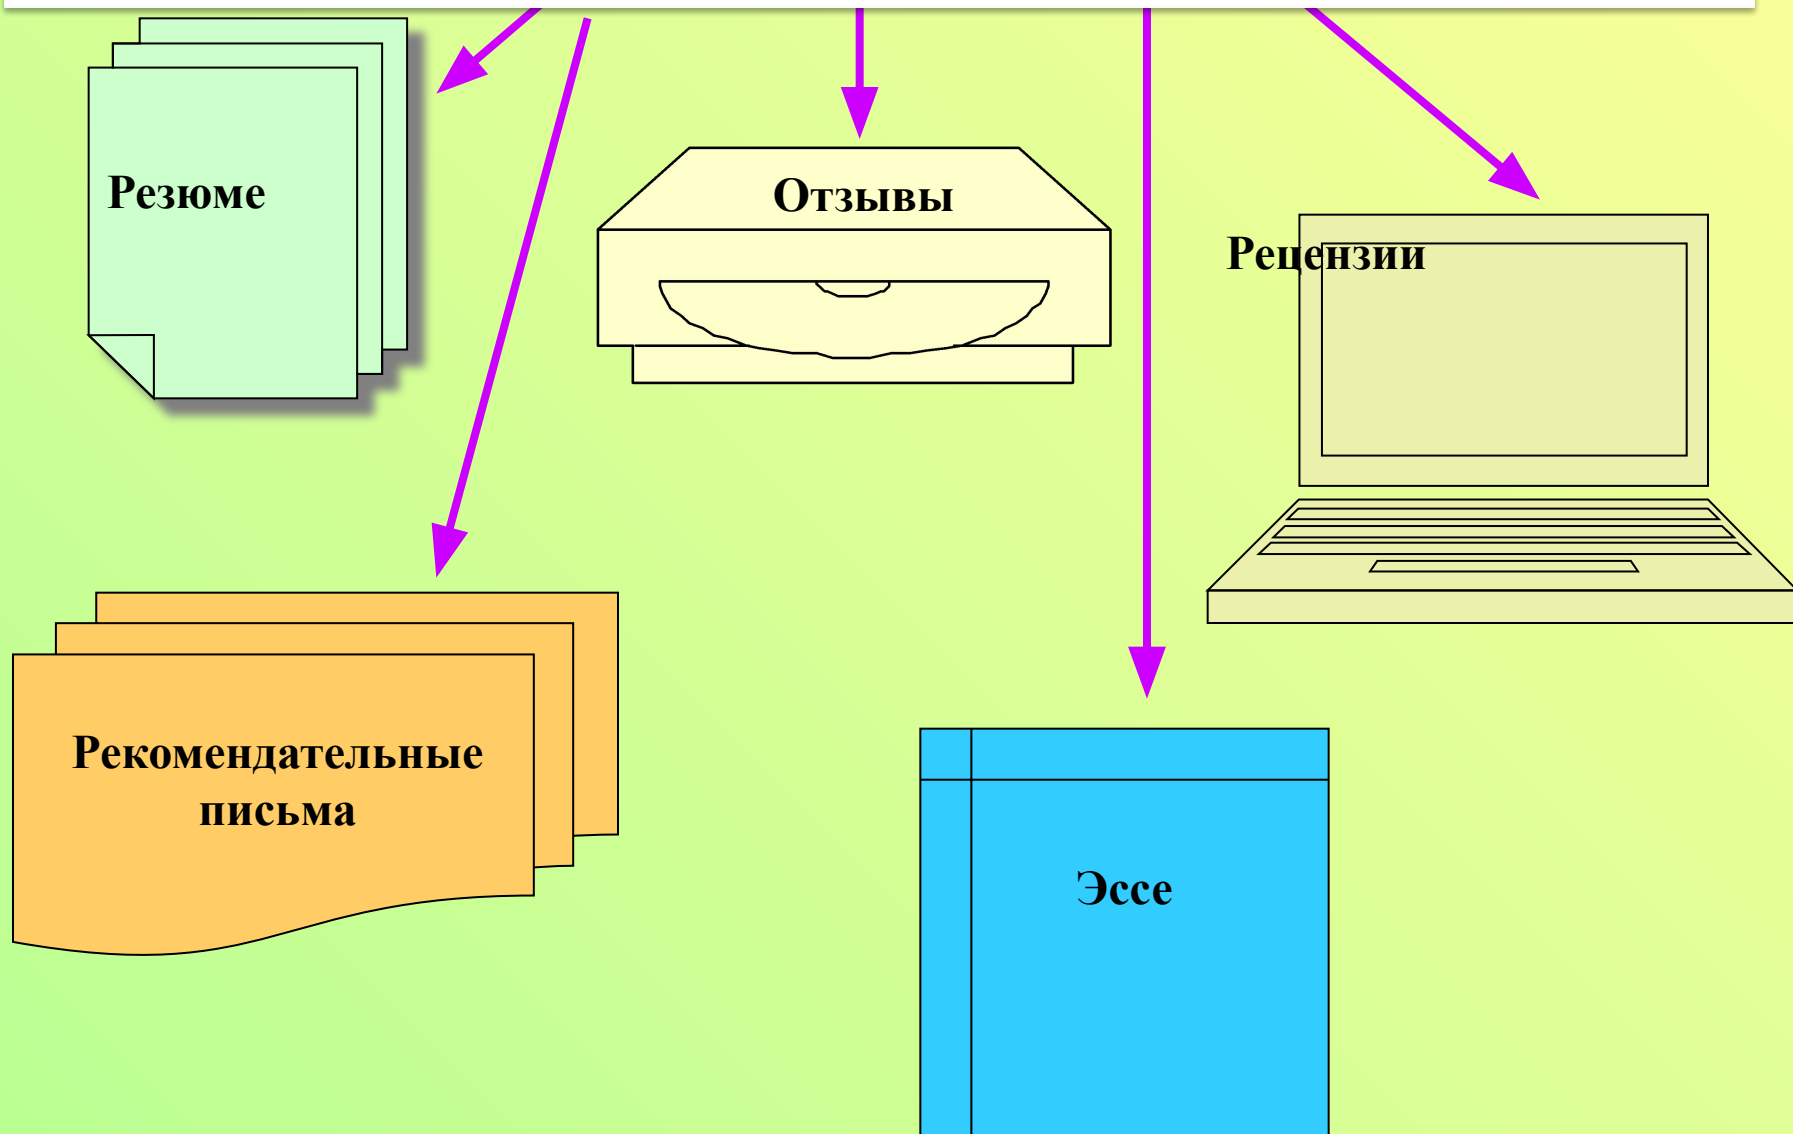 Резюме
Отзывы
Рецензии
Рекомендательные
письма
Эссе